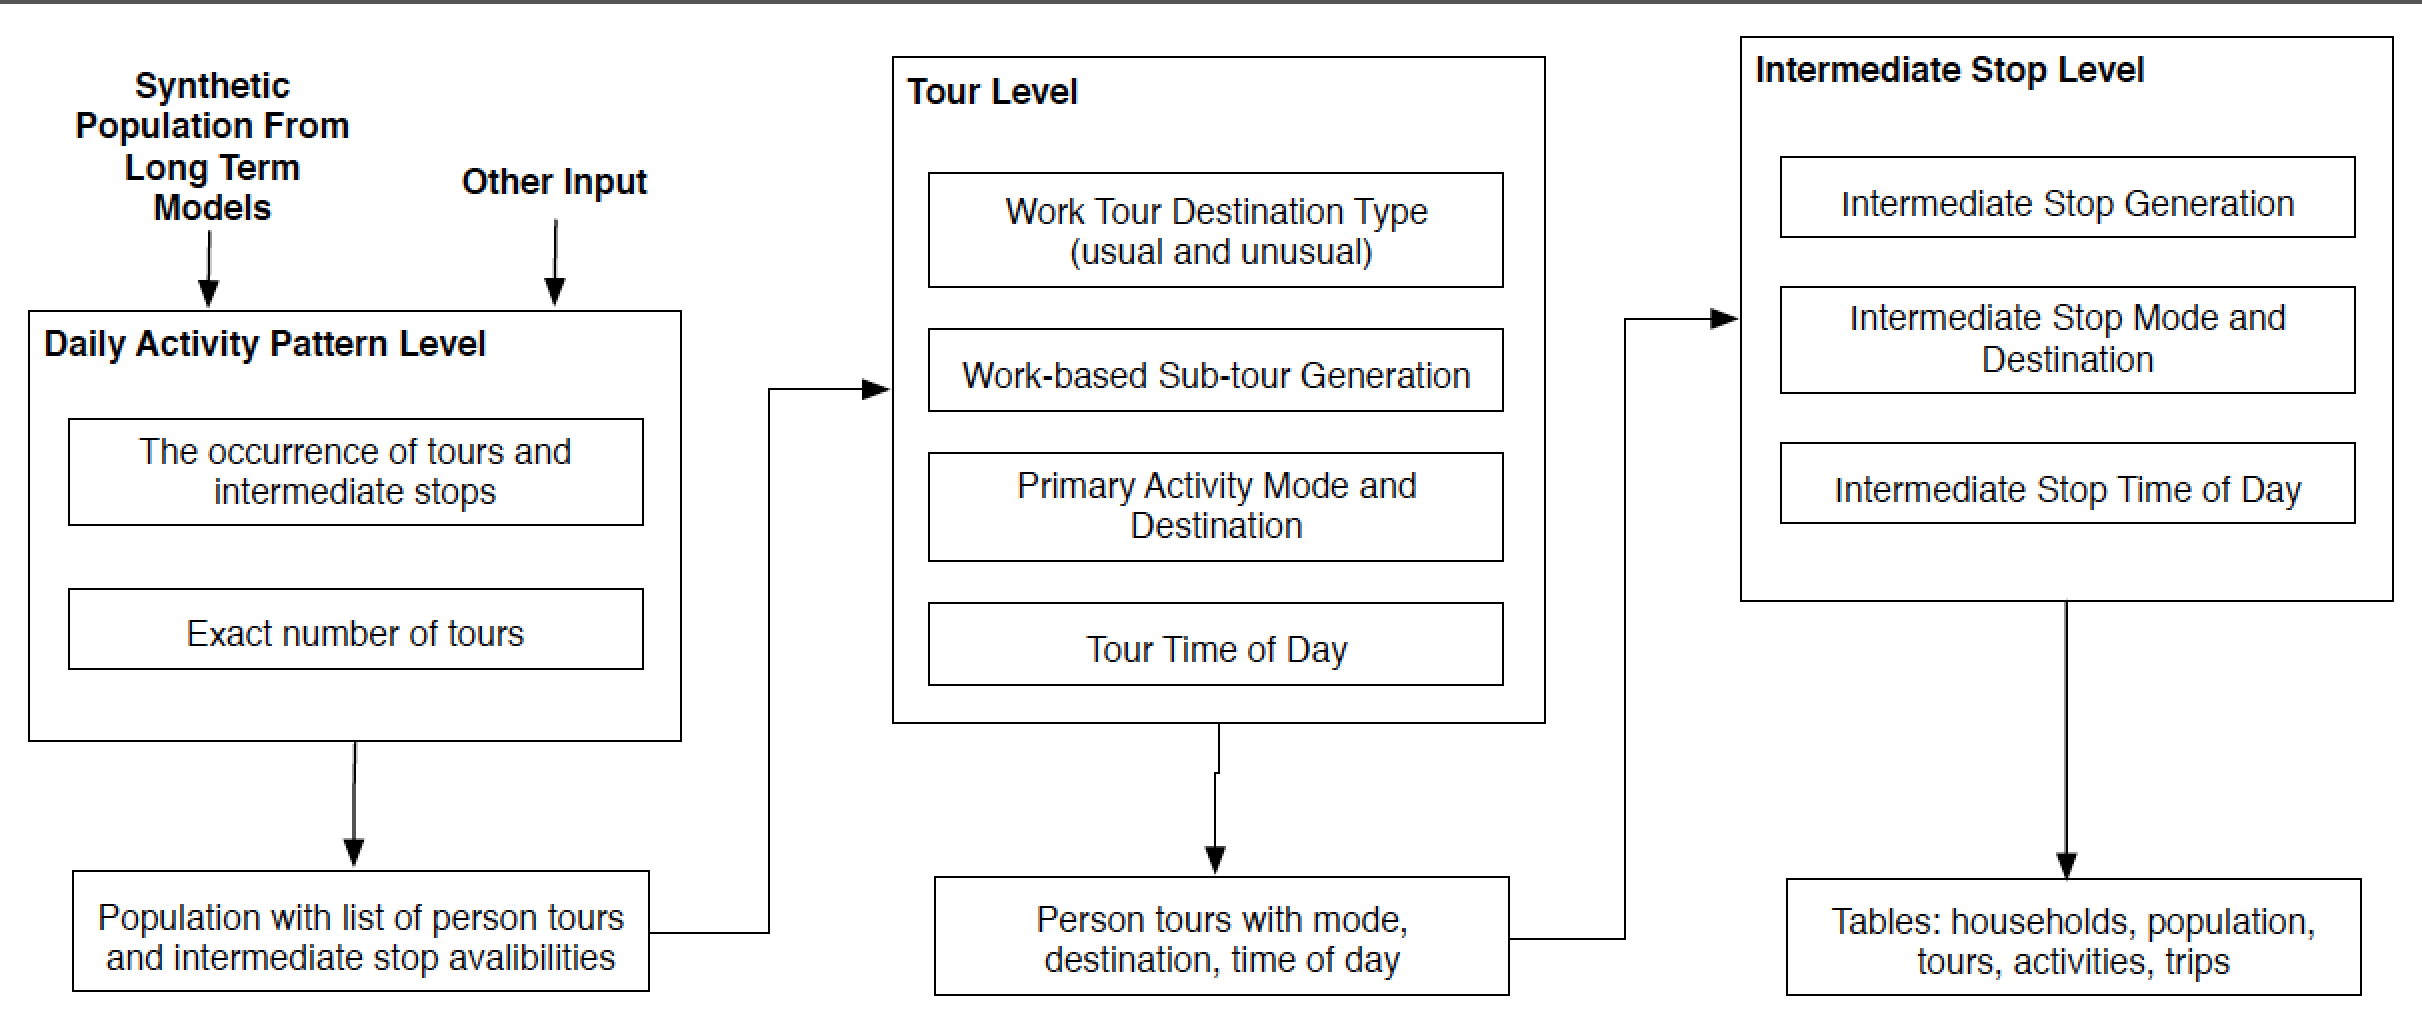 Synthetic
Population From
Long Term
Models
Other Input
Daily Activity Pattern Level
The occurrence of tours and
intermediate stops
Exact number of tours
Population with list of person tours
and intermediate stop avalibilities
Tour Level
Work Tour Destination Type
(usual and unusual)
Work-based Sub-tour Generation
Primary Activity Mode and
Destination
Tour Time of Day
Person tours with mode,
destination, time of day
Intermediate Stop Level
Intermediate Stop Generation
Intermediate Stop Mode and
Destination
Intermediate Stop Time of Day
Tables: households, population,
tours, activities, trips